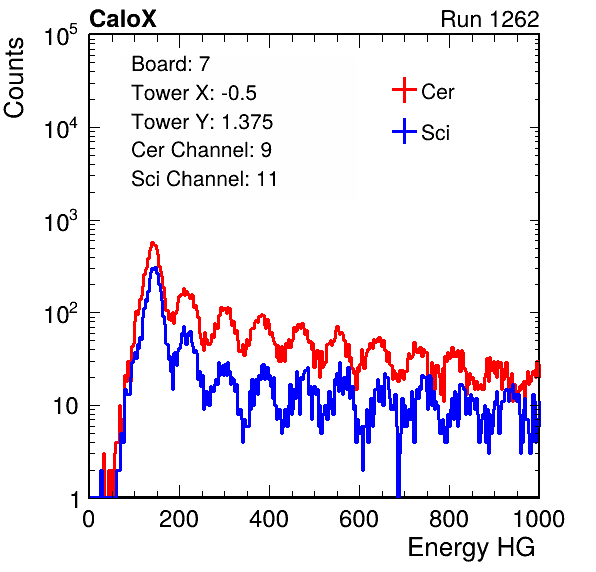 CaloX Run 1262
Counts
10^5
10^4
10^3
10^2
10
1
Board: 7
Tower X: -0.5
Tower Y: 1.375
Cer Channel: 9
Sci Channel: 11
Cer
Sci
0 200 400 600 800 1000
Energy HG